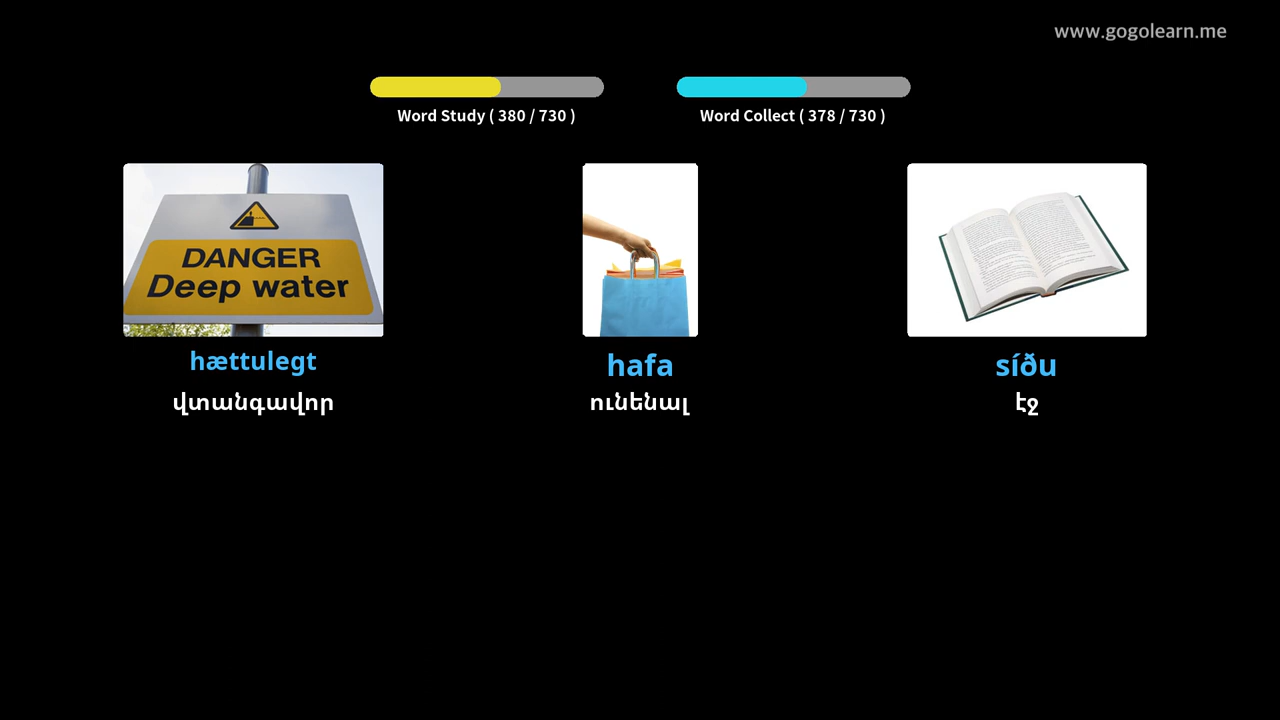 www.gogolearn.me
Word Study ( 380 / 730 )
Word Collect ( 378 / 730 )
DANGER
Deep water
hættulegt
վտանգավոր
hafa
ունենալ
síðu
էջ